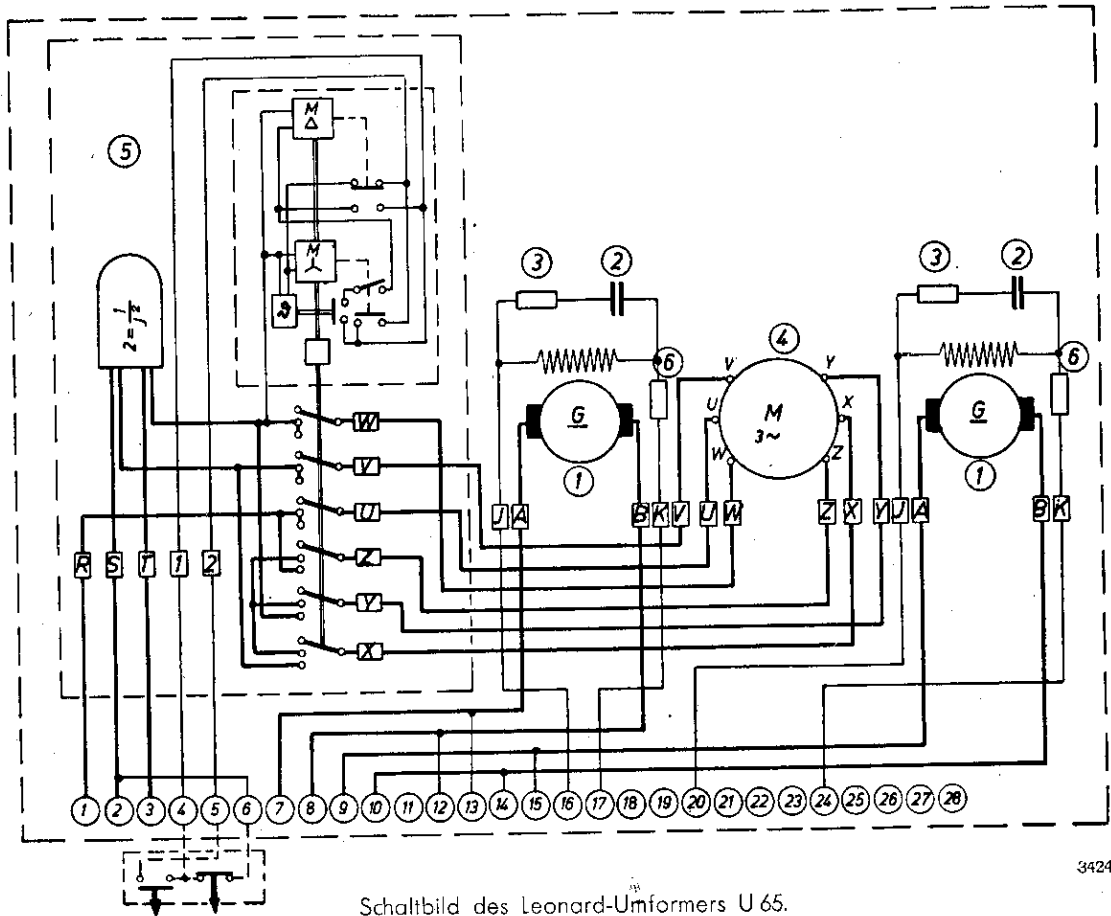 M
Δ
5
M
ϑ
3 2
3 2
2=1/J²
4
6
6
V Y
U M X
3~
W Z
G
G
1
1
W
V
U
Z
Y
X
J A B K V U W Z X Y J A B K
R S T 1 2
1 2 3 4 5 6 7 8 9 10 11 12 13 14 15 16 17 18 19 20 21 22 23 24 25 26 27 28
3424
Schaltbild des Leonard-Umformers U 65.